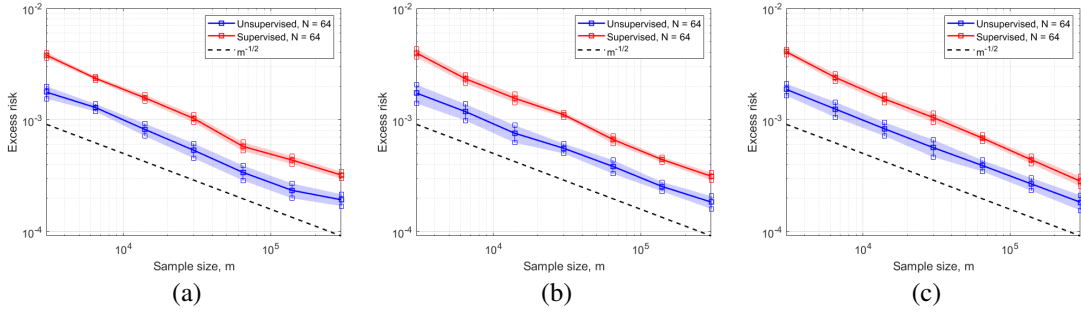 10^-2
10^-3
10^-4
Excess risk
10^4
10^5
Sample size, m
Unsupervised, N = 64
Supervised, N = 64
m^-1/2
(a)
10^-2
10^-3
10^-4
Excess risk
10^4
10^5
Sample size, m
Unsupervised, N = 64
Supervised, N = 64
m^-1/2
(b)
10^-2
10^-3
10^-4
Excess risk
10^4
10^5
Sample size, m
Unsupervised, N = 64
Supervised, N = 64
m^-1/2
(c)